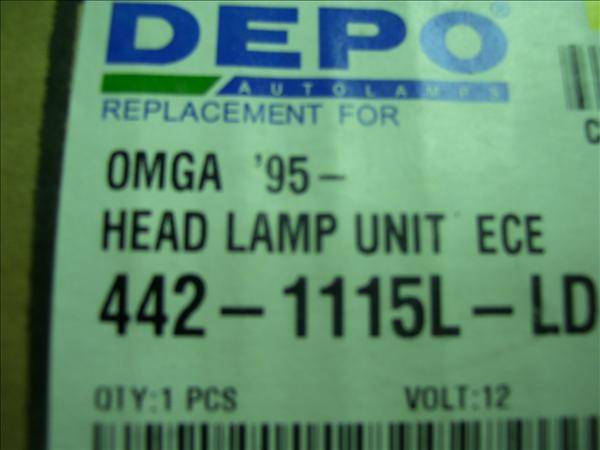 DEPO®
AUTOLAMPS
REPLACEMENT FOR
OMGA '95-
HEAD LAMP UNIT ECE
442-1115L-LD
QTY:1 PCS VOLT:12
C